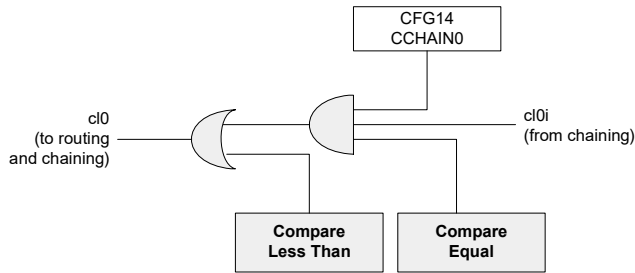 CFG14
CCHAIN0
cl0
(to routing
and chaining)
cl0i
(from chaining)
Compare
Less Than
Compare
Equal